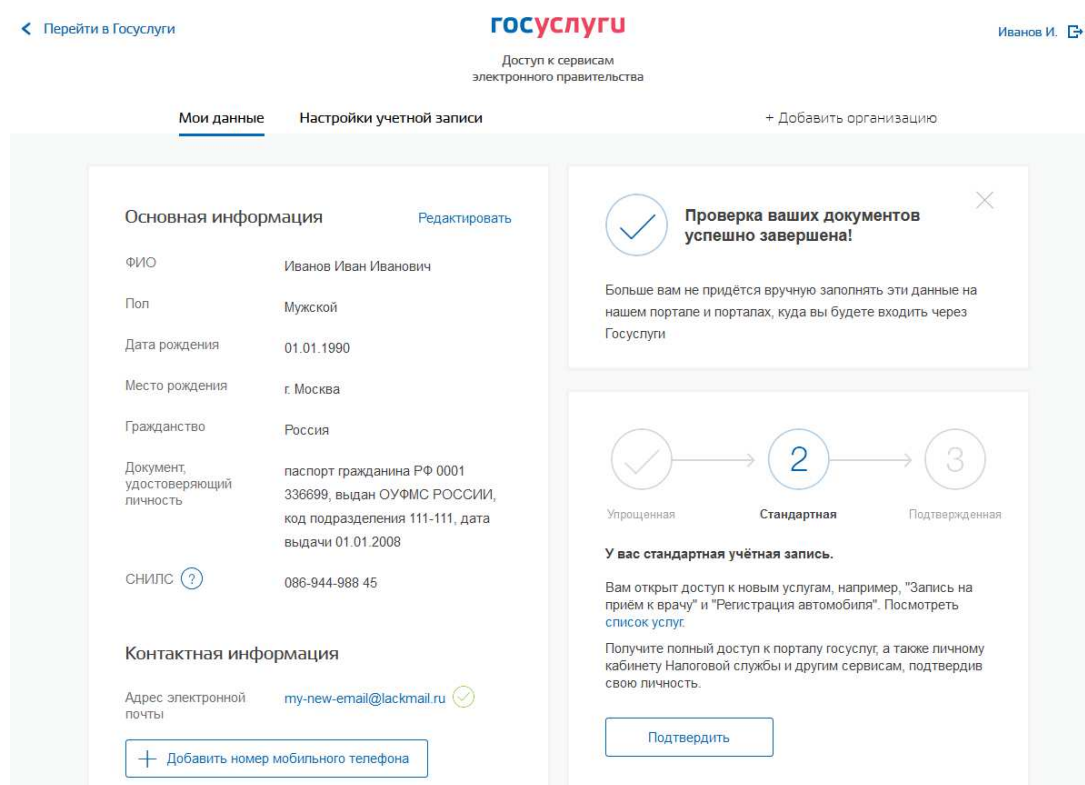 Перейти в Госуслуги
госуслуги
Иванов И.
Доступ к сервисам
электронного правительства
Мои данные
Настройки учетной записи
+ Добавить организацию
Основная информация
Редактировать
ФИО
Иванов Иван Иванович
Пол
Мужской
Дата рождения
01.01.1990
Место рождения
г. Москва
Гражданство
Россия
Документ,
удостоверяющий
личность
паспорт гражданина РФ 0001
336699, выдан ОУФМС РОССИИ,
код подразделения 111-111, дата
выдачи 01.01.2008
СНИЛС ?
086-944-988 45
Контактная информация
Адрес электронной
почты
my-new-email@lackmail.ru
Добавить номер мобильного телефона
Проверка ваших документов
успешно завершена!
Больше вам не придётся вручную заполнять эти данные на
нашем портале и порталах, куда вы будете входить через
Госуслуги
2
3
Упрощенная
Стандартная
Подтвержденная
У вас стандартная учётная запись.
Вам открыт доступ к новым услугам, например, "Запись на
приём к врачу" и "Регистрация автомобиля". Посмотреть
список услуг.
Получите полный доступ к порталу госуслуг, а также личному
кабинету Налоговой службы и другим сервисам, подтвердив
свою личность.
Подтвердить